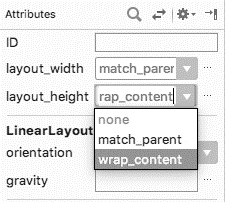 Attributes
ID
layout_width match_parer ...
layout_height rap_content ...
none
LinearLayout
match_parent
orientation
wrap_content
gravity ...